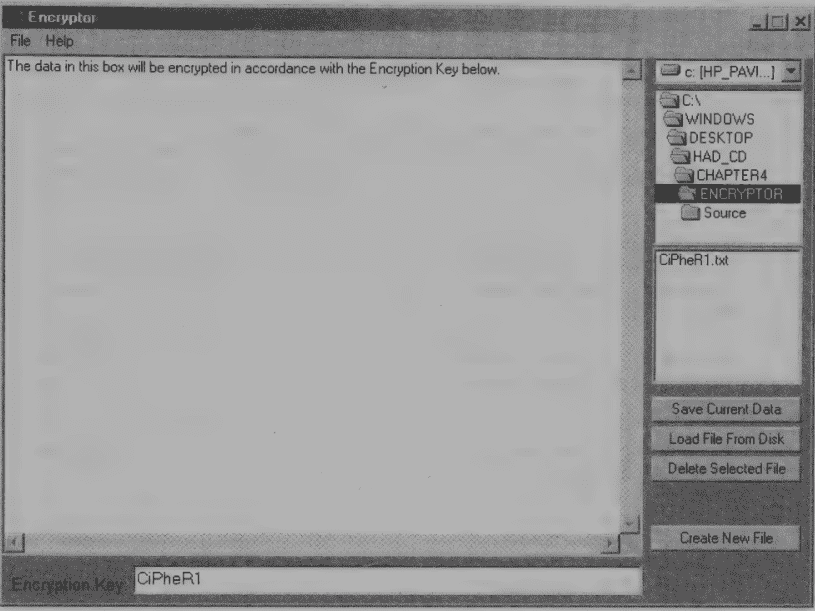 Encryptor
File Help
The data in this box will be encrypted in accordance with the Encryption Key below.
c: [HP_PAVI...]
C:\
WINDOWS
DESKTOP
HAD_CD
CHAPTER4
ENCRYPTOR
Source
CiPheR1.txt
Save Current Data
Load File From Disk
Delete Selected File
Create New File
Encryption Key:
CiPheR1